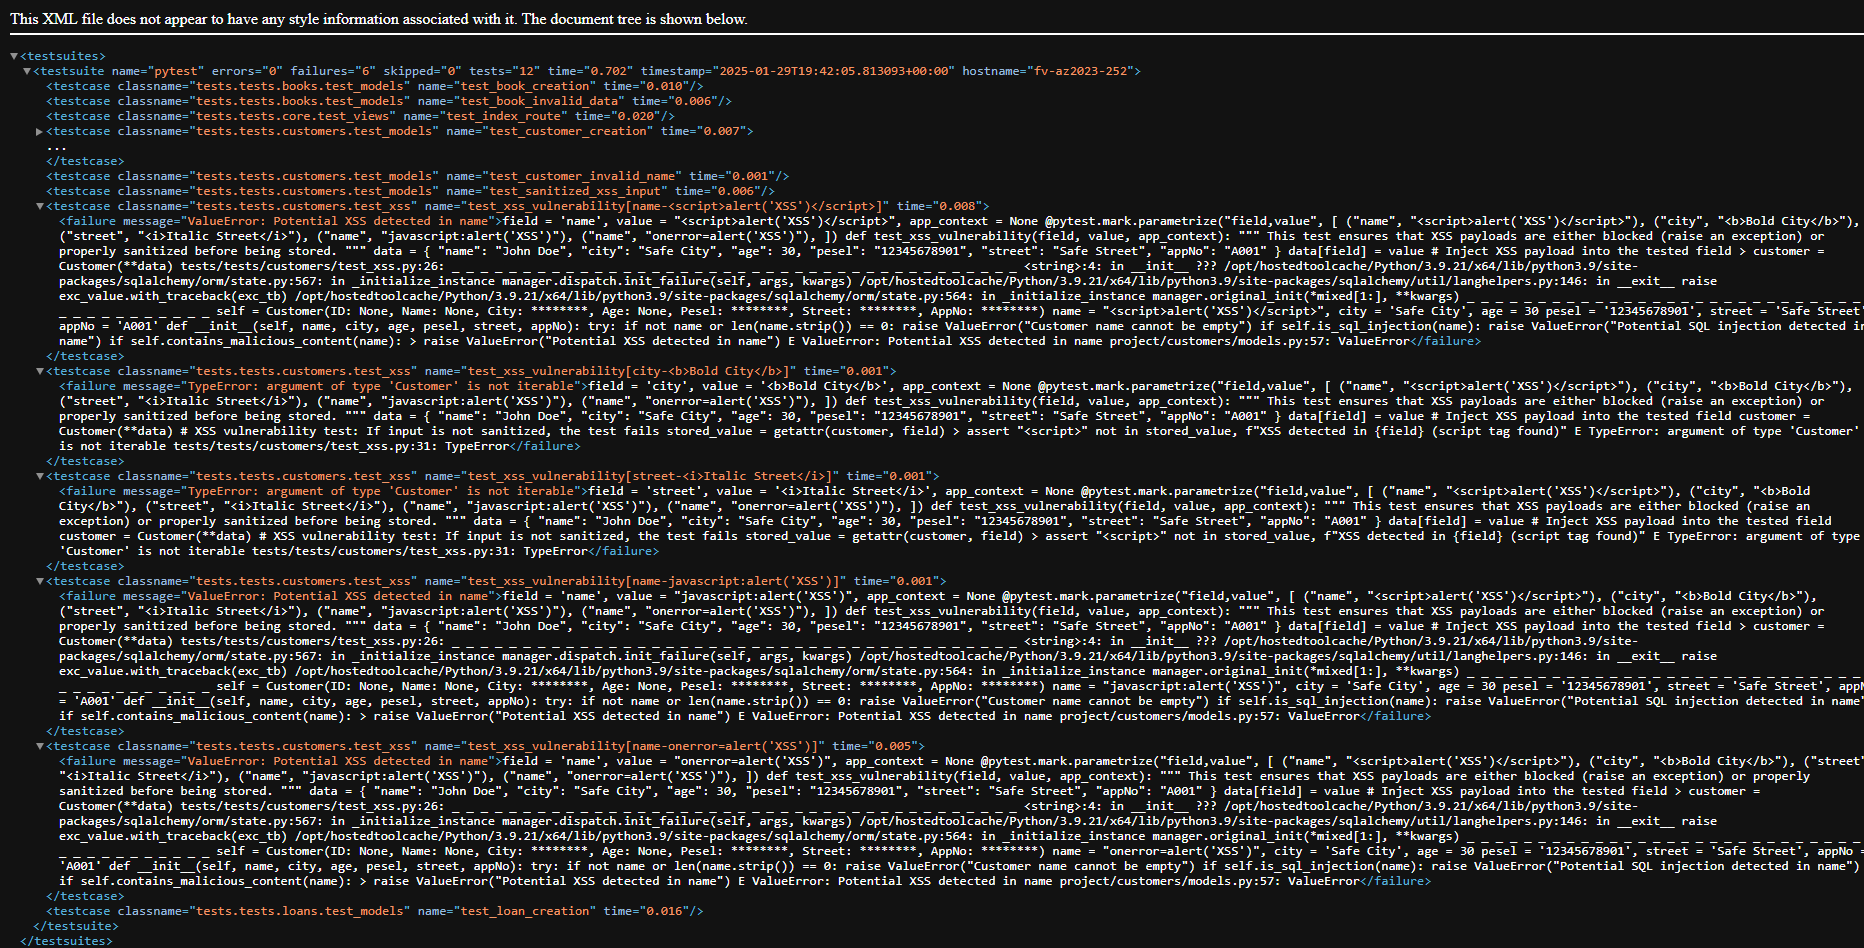 This XML file does not appear to have any style information associated with it. The document tree is shown below.
▼<testsuites>
▼<testsuite name="pytest" errors="0" failures="6" skipped="0" tests="12" time="0.702" timestamp="2025-01-29T19:42:05.813093+00:00" hostname="fv-az2023-252">
<testcase classname="tests.tests.books.test_models" name="test_book_creation" time="0.010"/>
<testcase classname="tests.tests.books.test_models" name="test_book_invalid_data" time="0.006"/>
<testcase classname="tests.tests.core.test_views" name="test_index_route" time="0.020"/>
▶<testcase classname="tests.tests.customers.test_models" name="test_customer_creation" time="0.007">
...
</testcase>
<testcase classname="tests.tests.customers.test_models" name="test_customer_invalid_name" time="0.001"/>
<testcase classname="tests.tests.customers.test_models" name="test_sanitized_xss_input" time="0.006"/>
▼<testcase classname="tests.tests.customers.test_xss" name="test_xss_vulnerability[name-<script>alert('XSS')</script>]" time="0.008">
<failure message="ValueError: Potential XSS detected in name">field = 'name', value = "<script>alert('XSS')</script>", app_context = None @pytest.mark.parametrize("field,value", [ ("name", "<script>alert('XSS')</script>"), ("city", "<b>Bold City</b>"),
("street", "<i>Italic Street</i>"), ("name", "javascript:alert('XSS')"), ("name", "onerror=alert('XSS')"), ]) def test_xss_vulnerability(field, value, app_context): """ This test ensures that XSS payloads are either blocked (raise an exception) or
properly sanitized before being stored. """ data = { "name": "John Doe", "city": "Safe City", "age": 30, "pesel": "12345678901", "street": "Safe Street", "appNo": "A001" } data[field] = value # Inject XSS payload into the tested field > customer =
Customer(**data) tests/tests/customers/test_xss.py:26: _ _ _ _ _ _ _ _ _ _ _ _ _ _ _ _ _ _ _ _ _ _ _ _ _ _ _ _ _ _ _ _ _ _ _ _ _ _ _ _ <string>:4: in __init__ ??? /opt/hostedtoolcache/Python/3.9.21/x64/lib/python3.9/site-
packages/sqlalchemy/orm/state.py:567: in _initialize_instance manager.dispatch.init_failure(self, args, kwargs) /opt/hostedtoolcache/Python/3.9.21/x64/lib/python3.9/site-packages/sqlalchemy/util/langhelpers.py:146: in __exit__ raise
exc_value.with_traceback(exc_tb) /opt/hostedtoolcache/Python/3.9.21/x64/lib/python3.9/site-packages/sqlalchemy/orm/state.py:564: in _initialize_instance manager.original_init(*mixed[1:], **kwargs) _ _ _ _ _ _ _ _ _ _ _ _ _ _ _ _ _ _ _ _ _ _ _ _ _ _ _ _
_ _ _ _ _ _ _ _ _ _ _ self = Customer(ID: None, Name: None, City: ********, Age: None, Pesel: ********, Street: ********, AppNo: ********) name = "<script>alert('XSS')</script>", city = 'Safe City', age = 30 pesel = '12345678901', street = 'Safe Street'
appNo = 'A001' def __init__(self, name, city, age, pesel, street, appNo): try: if not name or len(name.strip()) == 0: raise ValueError("Customer name cannot be empty") if self.is_sql_injection(name): raise ValueError("Potential SQL injection detected in
name") if self.contains_malicious_content(name): > raise ValueError("Potential XSS detected in name") E ValueError: Potential XSS detected in name project/customers/models.py:57: ValueError</failure>
</testcase>
▼<testcase classname="tests.tests.customers.test_xss" name="test_xss_vulnerability[city-<b>Bold City</b>]" time="0.001">
<failure message="TypeError: argument of type 'Customer' is not iterable">field = 'city', value = '<b>Bold City</b>', app_context = None @pytest.mark.parametrize("field,value", [ ("name", "<script>alert('XSS')</script>"), ("city", "<b>Bold City</b>"),
("street", "<i>Italic Street</i>"), ("name", "javascript:alert('XSS')"), ("name", "onerror=alert('XSS')"), ]) def test_xss_vulnerability(field, value, app_context): """ This test ensures that XSS payloads are either blocked (raise an exception) or
properly sanitized before being stored. """ data = { "name": "John Doe", "city": "Safe City", "age": 30, "pesel": "12345678901", "street": "Safe Street", "appNo": "A001" } data[field] = value # Inject XSS payload into the tested field customer =
Customer(**data) # XSS vulnerability test: If input is not sanitized, the test fails stored_value = getattr(customer, field) > assert "<script>" not in stored_value, f"XSS detected in {field} (script tag found)" E TypeError: argument of type 'Customer'
is not iterable tests/tests/customers/test_xss.py:31: TypeError</failure>
</testcase>
▼<testcase classname="tests.tests.customers.test_xss" name="test_xss_vulnerability[street-<i>Italic Street</i>]" time="0.001">
<failure message="TypeError: argument of type 'Customer' is not iterable">field = 'street', value = '<i>Italic Street</i>', app_context = None @pytest.mark.parametrize("field,value", [ ("name", "<script>alert('XSS')</script>"), ("city", "<b>Bold
City</b>"), ("street", "<i>Italic Street</i>"), ("name", "javascript:alert('XSS')"), ("name", "onerror=alert('XSS')"), ]) def test_xss_vulnerability(field, value, app_context): """ This test ensures that XSS payloads are either blocked (raise an
exception) or properly sanitized before being stored. """ data = { "name": "John Doe", "city": "Safe City", "age": 30, "pesel": "12345678901", "street": "Safe Street", "appNo": "A001" } data[field] = value # Inject XSS payload into the tested field
customer = Customer(**data) # XSS vulnerability test: If input is not sanitized, the test fails stored_value = getattr(customer, field) > assert "<script>" not in stored_value, f"XSS detected in {field} (script tag found)" E TypeError: argument of type
'Customer' is not iterable tests/tests/customers/test_xss.py:31: TypeError</failure>
</testcase>
▼<testcase classname="tests.tests.customers.test_xss" name="test_xss_vulnerability[name-javascript:alert('XSS')]" time="0.001">
<failure message="ValueError: Potential XSS detected in name">field = 'name', value = "javascript:alert('XSS')", app_context = None @pytest.mark.parametrize("field,value", [ ("name", "<script>alert('XSS')</script>"), ("city", "<b>Bold City</b>"),
("street", "<i>Italic Street</i>"), ("name", "javascript:alert('XSS')"), ("name", "onerror=alert('XSS')"), ]) def test_xss_vulnerability(field, value, app_context): """ This test ensures that XSS payloads are either blocked (raise an exception) or
properly sanitized before being stored. """ data = { "name": "John Doe", "city": "Safe City", "age": 30, "pesel": "12345678901", "street": "Safe Street", "appNo": "A001" } data[field] = value # Inject XSS payload into the tested field > customer =
Customer(**data) tests/tests/customers/test_xss.py:26: _ _ _ _ _ _ _ _ _ _ _ _ _ _ _ _ _ _ _ _ _ _ _ _ _ _ _ _ _ _ _ _ _ _ _ _ _ _ _ _ <string>:4: in __init__ ??? /opt/hostedtoolcache/Python/3.9.21/x64/lib/python3.9/site-
packages/sqlalchemy/orm/state.py:567: in _initialize_instance manager.dispatch.init_failure(self, args, kwargs) /opt/hostedtoolcache/Python/3.9.21/x64/lib/python3.9/site-packages/sqlalchemy/util/langhelpers.py:146: in __exit__ raise
exc_value.with_traceback(exc_tb) /opt/hostedtoolcache/Python/3.9.21/x64/lib/python3.9/site-packages/sqlalchemy/orm/state.py:564: in _initialize_instance manager.original_init(*mixed[1:], **kwargs) _ _ _ _ _ _ _ _ _ _ _ _ _ _ _ _ _ _ _ _ _ _ _ _ _ _ _ _
_ _ _ _ _ _ _ _ _ _ _ self = Customer(ID: None, Name: None, City: ********, Age: None, Pesel: ********, Street: ********, AppNo: ********) name = "javascript:alert('XSS')", city = 'Safe City', age = 30 pesel = '12345678901', street = 'Safe Street', appN
= 'A001' def __init__(self, name, city, age, pesel, street, appNo): try: if not name or len(name.strip()) == 0: raise ValueError("Customer name cannot be empty") if self.is_sql_injection(name): raise ValueError("Potential SQL injection detected in name"
if self.contains_malicious_content(name): > raise ValueError("Potential XSS detected in name") E ValueError: Potential XSS detected in name project/customers/models.py:57: ValueError</failure>
</testcase>
▼<testcase classname="tests.tests.customers.test_xss" name="test_xss_vulnerability[name-onerror=alert('XSS')]" time="0.005">
<failure message="ValueError: Potential XSS detected in name">field = 'name', value = "onerror=alert('XSS')", app_context = None @pytest.mark.parametrize("field,value", [ ("name", "<script>alert('XSS')</script>"), ("city", "<b>Bold City</b>"), ("street"
"<i>Italic Street</i>"), ("name", "javascript:alert('XSS')"), ("name", "onerror=alert('XSS')"), ]) def test_xss_vulnerability(field, value, app_context): """ This test ensures that XSS payloads are either blocked (raise an exception) or properly
sanitized before being stored. """ data = { "name": "John Doe", "city": "Safe City", "age": 30, "pesel": "12345678901", "street": "Safe Street", "appNo": "A001" } data[field] = value # Inject XSS payload into the tested field > customer =
Customer(**data) tests/tests/customers/test_xss.py:26: _ _ _ _ _ _ _ _ _ _ _ _ _ _ _ _ _ _ _ _ _ _ _ _ _ _ _ _ _ _ _ _ _ _ _ _ _ _ _ _ <string>:4: in __init__ ??? /opt/hostedtoolcache/Python/3.9.21/x64/lib/python3.9/site-
packages/sqlalchemy/orm/state.py:567: in _initialize_instance manager.dispatch.init_failure(self, args, kwargs) /opt/hostedtoolcache/Python/3.9.21/x64/lib/python3.9/site-packages/sqlalchemy/util/langhelpers.py:146: in __exit__ raise
exc_value.with_traceback(exc_tb) /opt/hostedtoolcache/Python/3.9.21/x64/lib/python3.9/site-packages/sqlalchemy/orm/state.py:564: in _initialize_instance manager.original_init(*mixed[1:], **kwargs) _ _ _ _ _ _ _ _ _ _ _ _ _ _ _ _ _ _ _ _ _ _ _ _ _ _ _ _
_ _ _ _ _ _ _ _ _ _ _ self = Customer(ID: None, Name: None, City: ********, Age: None, Pesel: ********, Street: ********, AppNo: ********) name = "onerror=alert('XSS')", city = 'Safe City', age = 30 pesel = '12345678901', street = 'Safe Street', appNo =
'A001' def __init__(self, name, city, age, pesel, street, appNo): try: if not name or len(name.strip()) == 0: raise ValueError("Customer name cannot be empty") if self.is_sql_injection(name): raise ValueError("Potential SQL injection detected in name")
if self.contains_malicious_content(name): > raise ValueError("Potential XSS detected in name") E ValueError: Potential XSS detected in name project/customers/models.py:57: ValueError</failure>
</testcase>
<testcase classname="tests.tests.loans.test_models" name="test_loan_creation" time="0.016"/>
</testsuite>
</testsuites>